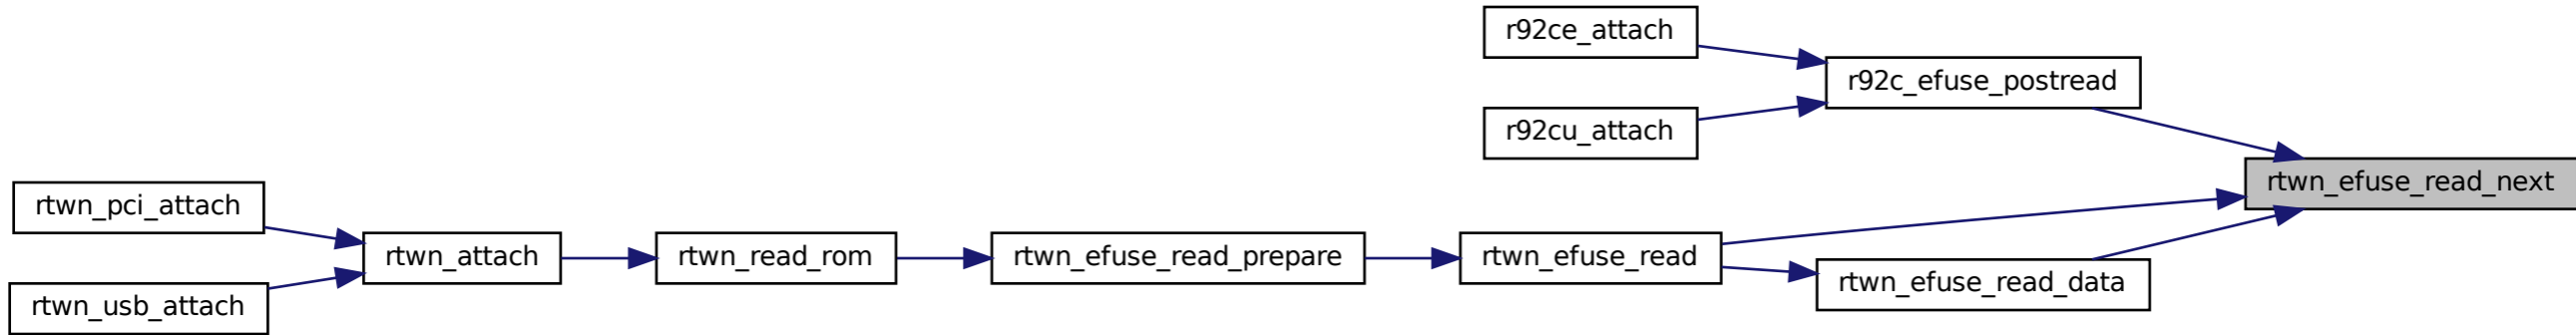 r92ce_attach
r92c_efuse_postread
r92cu_attach
rtwn_efuse_read_next
rtwn_pci_attach
rtwn_attach
rtwn_read_rom
rtwn_efuse_read_prepare
rtwn_efuse_read
rtwn_efuse_read_data
rtwn_usb_attach